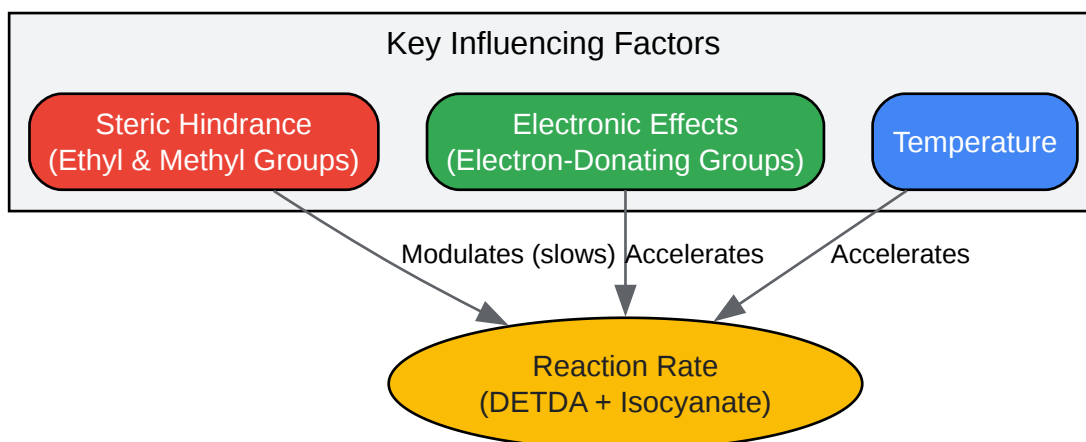 Key Influencing Factors
Steric Hindrance
(Ethyl & Methyl Groups)
Electronic Effects
(Electron-Donating Groups)
Temperature
Modulates (slows)
Accelerates
Accelerates
Reaction Rate
(DETDA + Isocyanate)